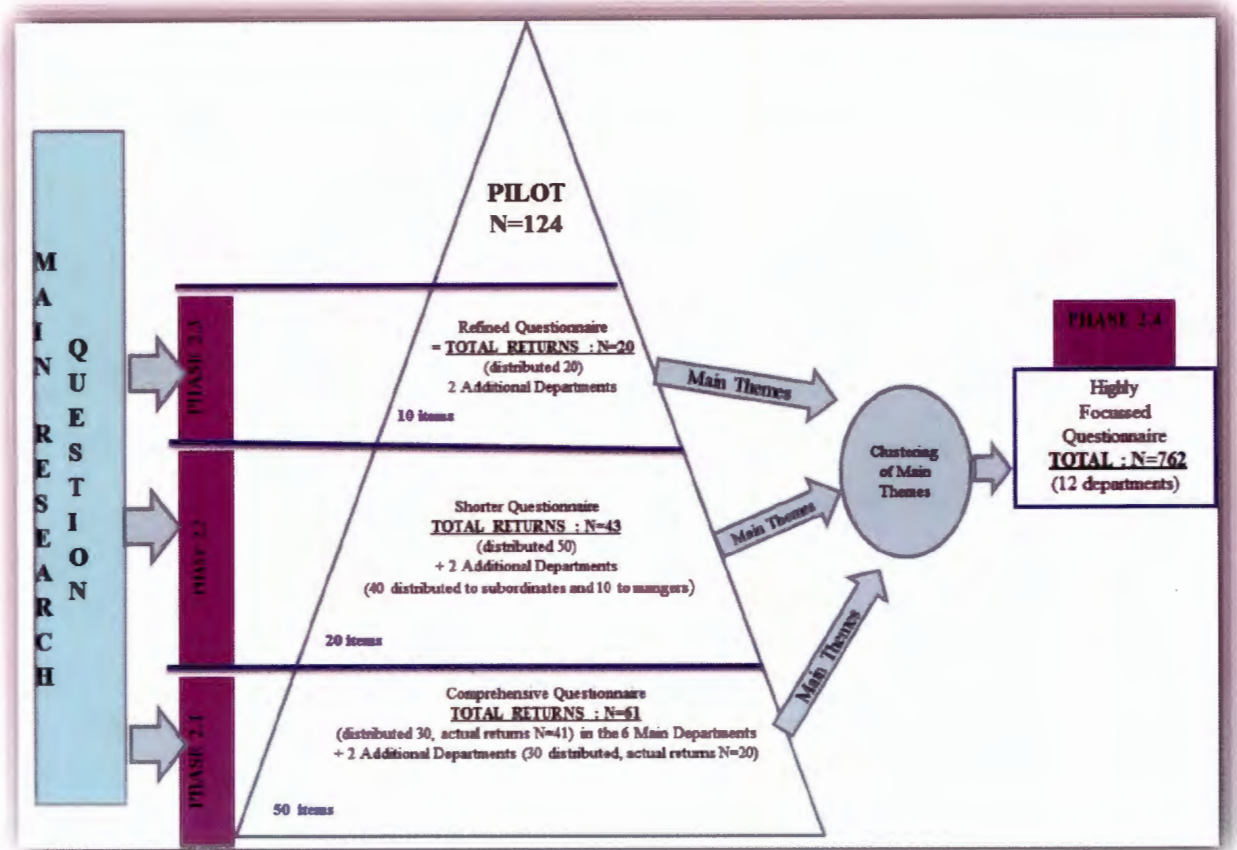 MAIN RESEARCH
QUESTION
PILOT
N=124
PHASE 2.3
Refined Questionnaire
= TOTAL RETURNS : N=20
(distributed 20)
2 Additional Departments
10 items
Main Themes
PHASE 2.2
Shorter Questionnaire
TOTAL RETURNS : N=43
(distributed 50)
+ 2 Additional Departments
(40 distributed to subordinates and 10 to mangers)
20 items
Main Themes
PHASE 2.1
Comprehensive Questionnaire
TOTAL RETURNS : N=61
(distributed 30, actual returns N=41) in the 6 Main Departments
+ 2 Additional Departments (30 distributed, actual returns N=20)
50 items
Main Themes
Clustering
of Main
Themes
PHASE 2.4
Highly
Focussed
Questionnaire
TOTAL : N=762
(12 departments)